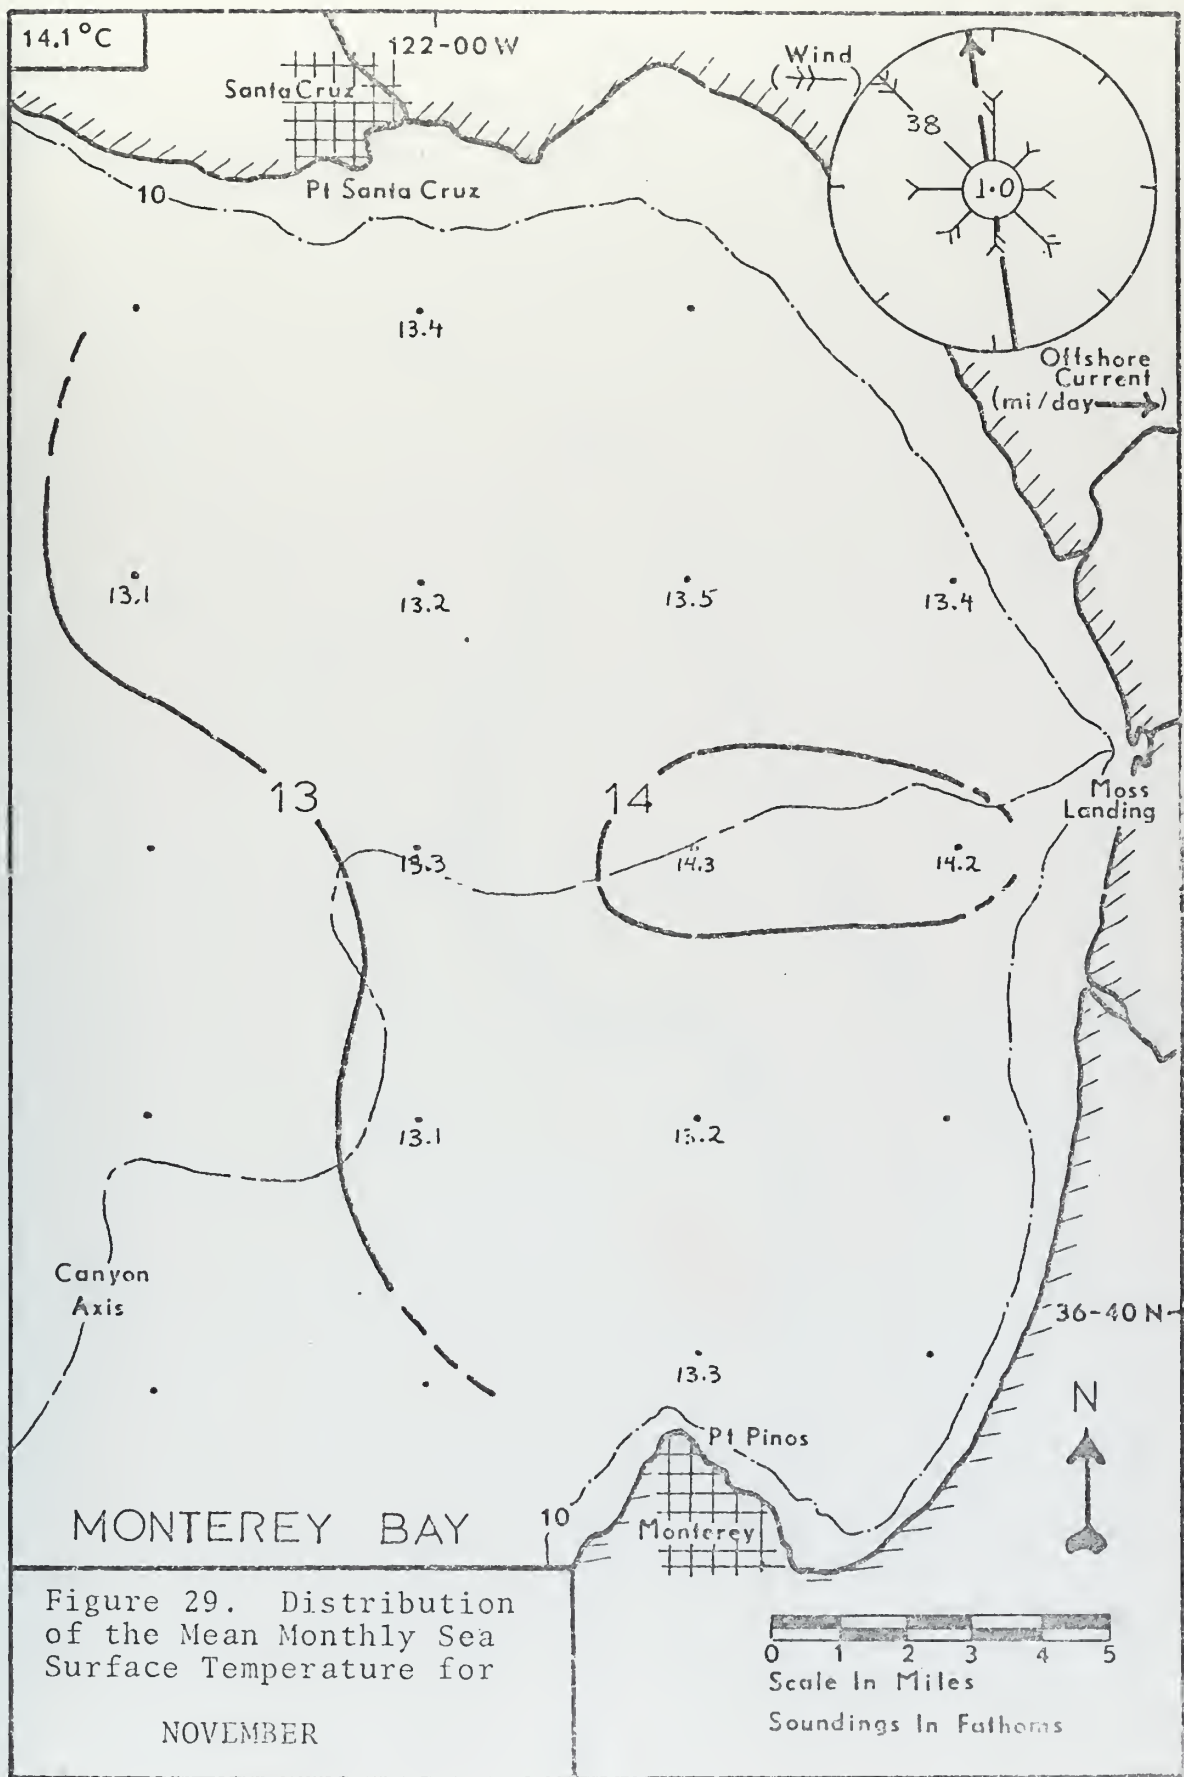 14.1°C
122-00 W
Wind
Santa Cruz
38
Pt Santa Cruz
10
1.0
Offshore
Current
(mi/day
13.4
13.1
13.2
13.5
13.4
13
14
Moss
Landing
13.3
14.3
14.2
13.1
13.2
Canyon
Axis
36-40 N
13.3
N
Pt Pinos
10
MONTEREY BAY
Monterey
Figure 29. Distribution
of the Mean Monthly Sea
Surface Temperature for
NOVEMBER
0 1 2 3 4 5
Scale In Miles
Soundings In Fathoms